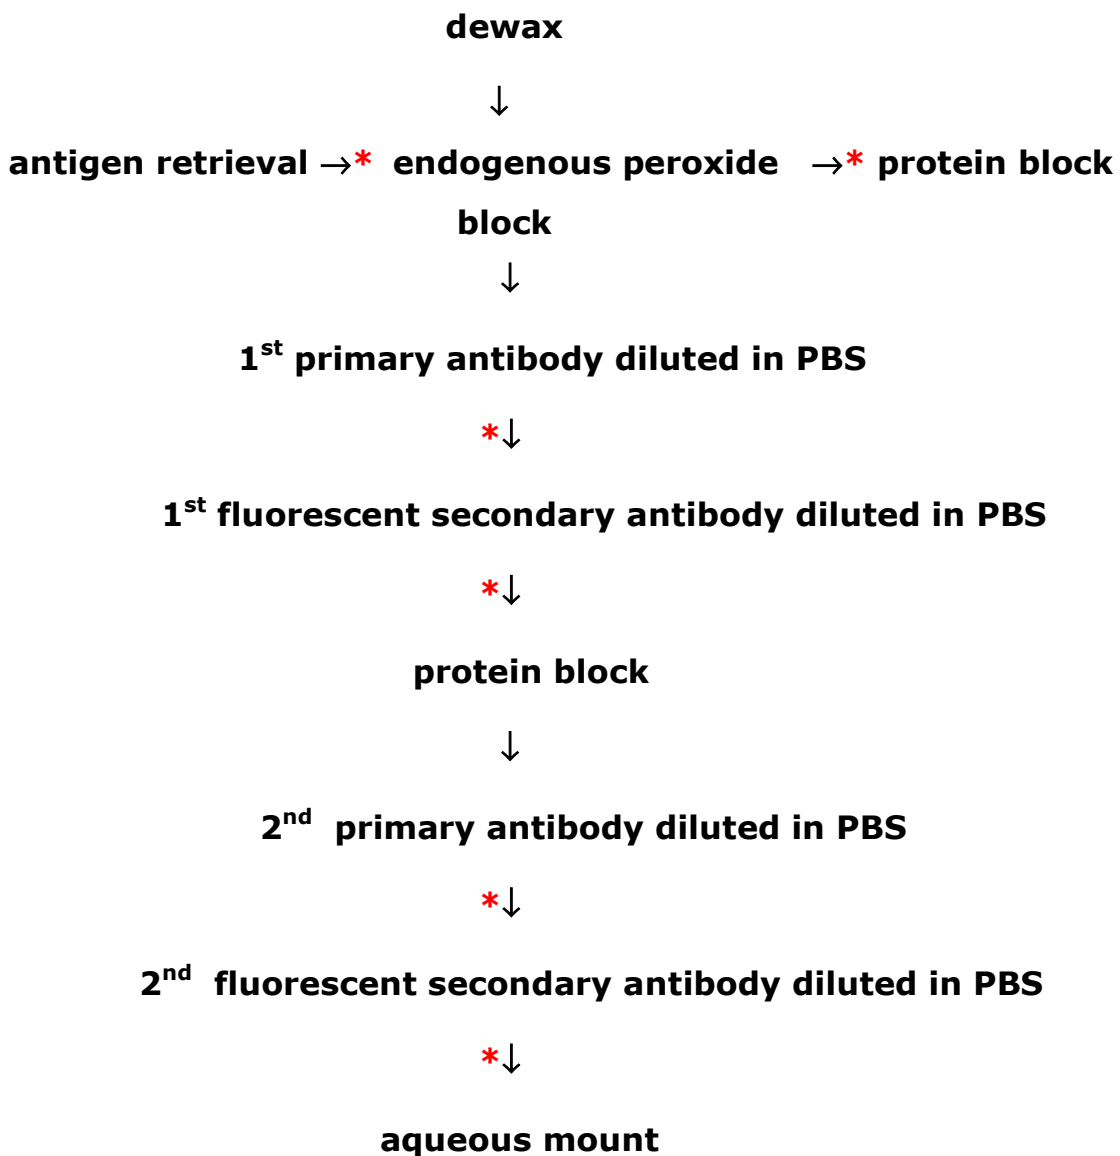 dewax
↓
antigen retrieval →* endogenous peroxide →* protein block
block
↓
1st primary antibody diluted in PBS
*↓
1st fluorescent secondary antibody diluted in PBS
*↓
protein block
↓
2nd primary antibody diluted in PBS
*↓
2nd fluorescent secondary antibody diluted in PBS
*↓
aqueous mount